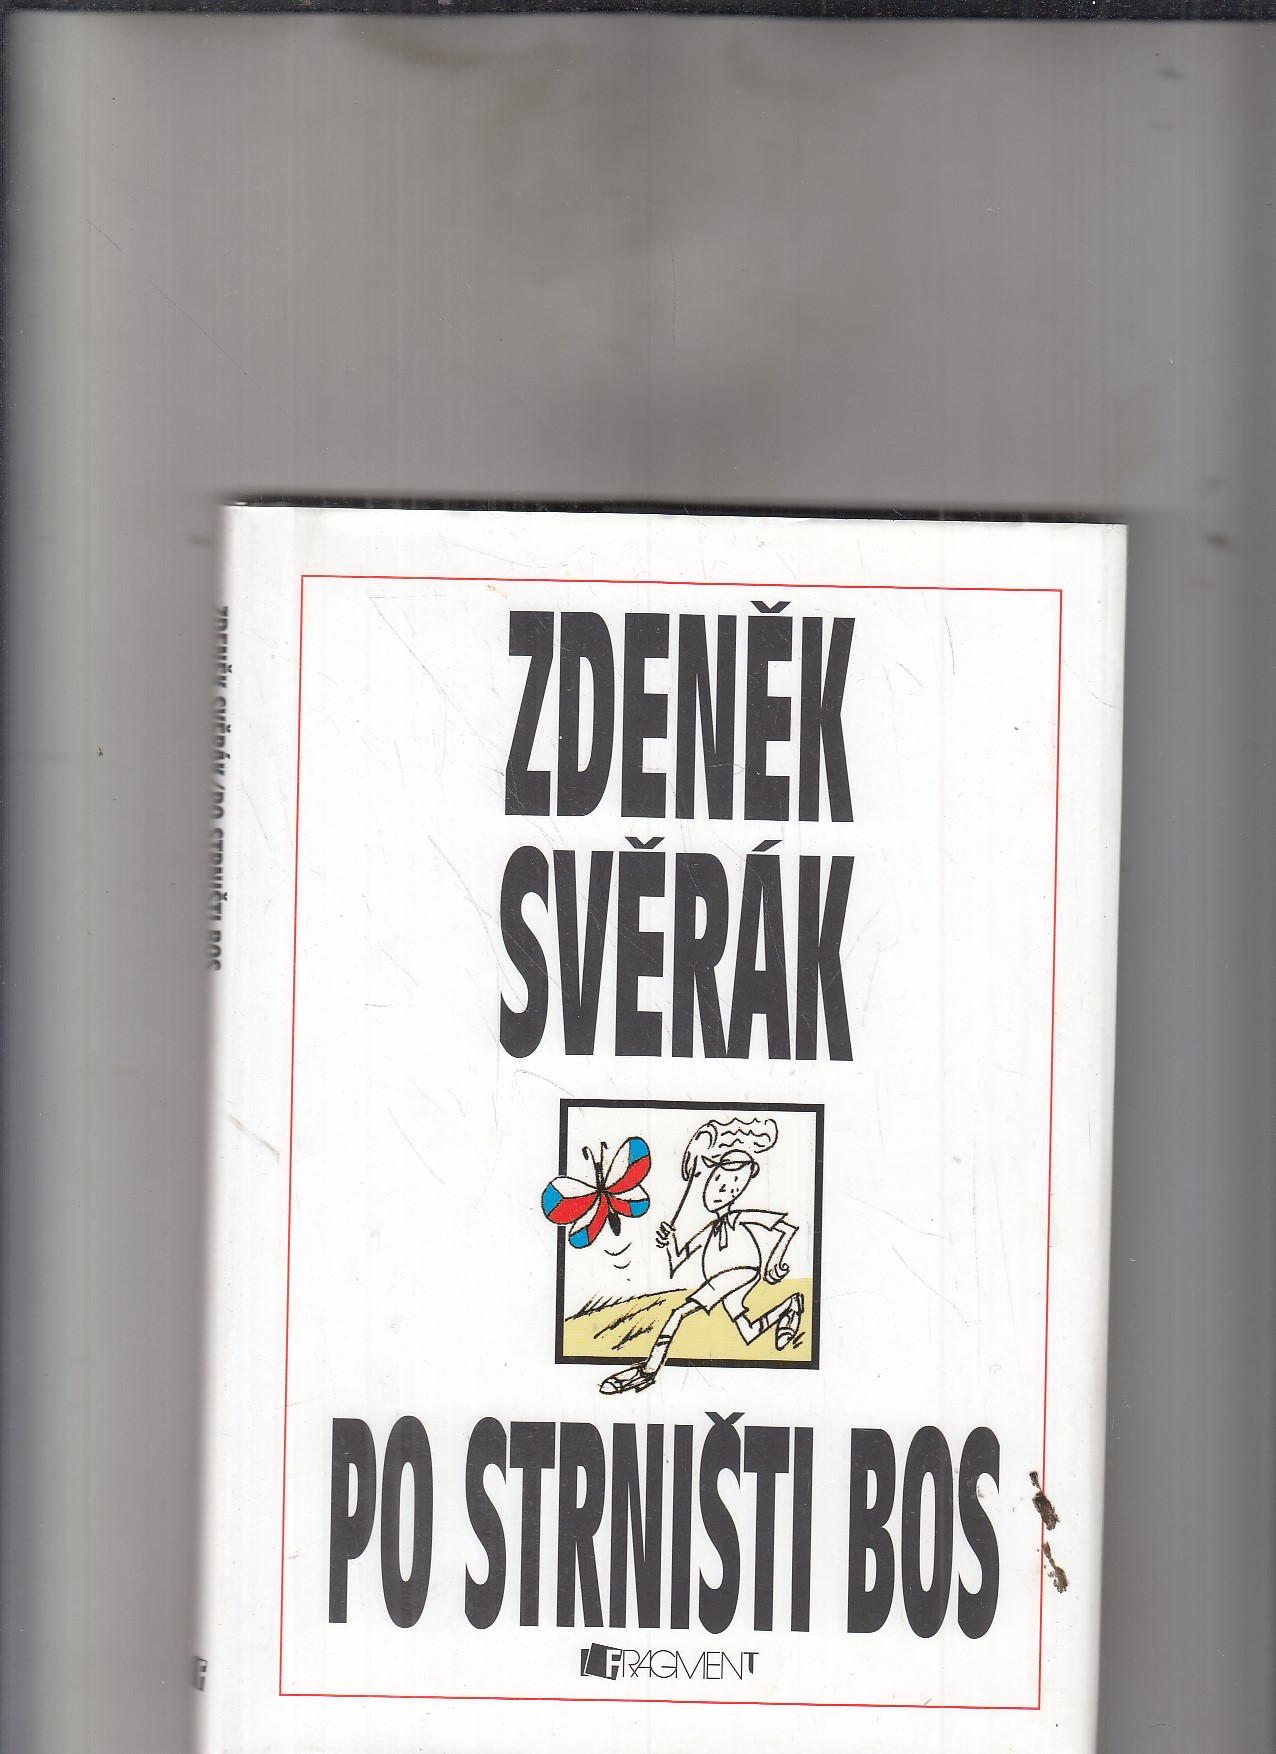 ZDENĚK
SVĚRÁK
PO STRNIŠTI BOS
FRAGMENT
ZDENĚK SVĚRÁK/PO STRNIŠTI BOS
F